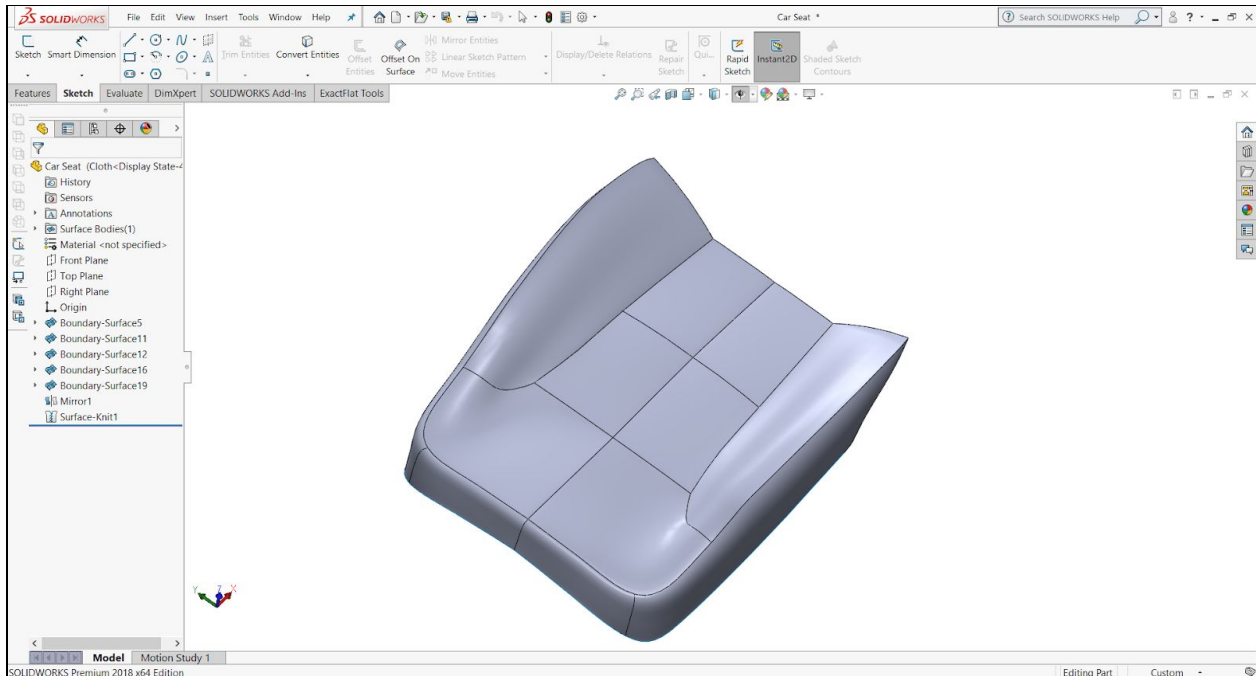 SOLIDWORKS File Edit View Insert Tools Window Help Car Seat * Search SOLIDWORKS Help ?
Sketch Smart Dimension Trim Entities Convert Entities Offset Entities Offset On Surface Mirror Entities Linear Sketch Pattern Move Entities Display/Delete Relations Repair Sketch Qui... Rapid Sketch Instant2D Shaded Sketch Contours
Features Sketch Evaluate DimXpert SOLIDWORKS Add-Ins ExactFlat Tools
Car Seat (Cloth<Display State-4
History
Sensors
Annotations
Surface Bodies(1)
Material <not specified>
Front Plane
Top Plane
Right Plane
Origin
Boundary-Surface5
Boundary-Surface11
Boundary-Surface12
Boundary-Surface16
Boundary-Surface19
Mirror1
Surface-Knit1
Y Z X
Model Motion Study 1
SOLIDWORKS Premium 2018 x64 Edition Editing Part Custom -